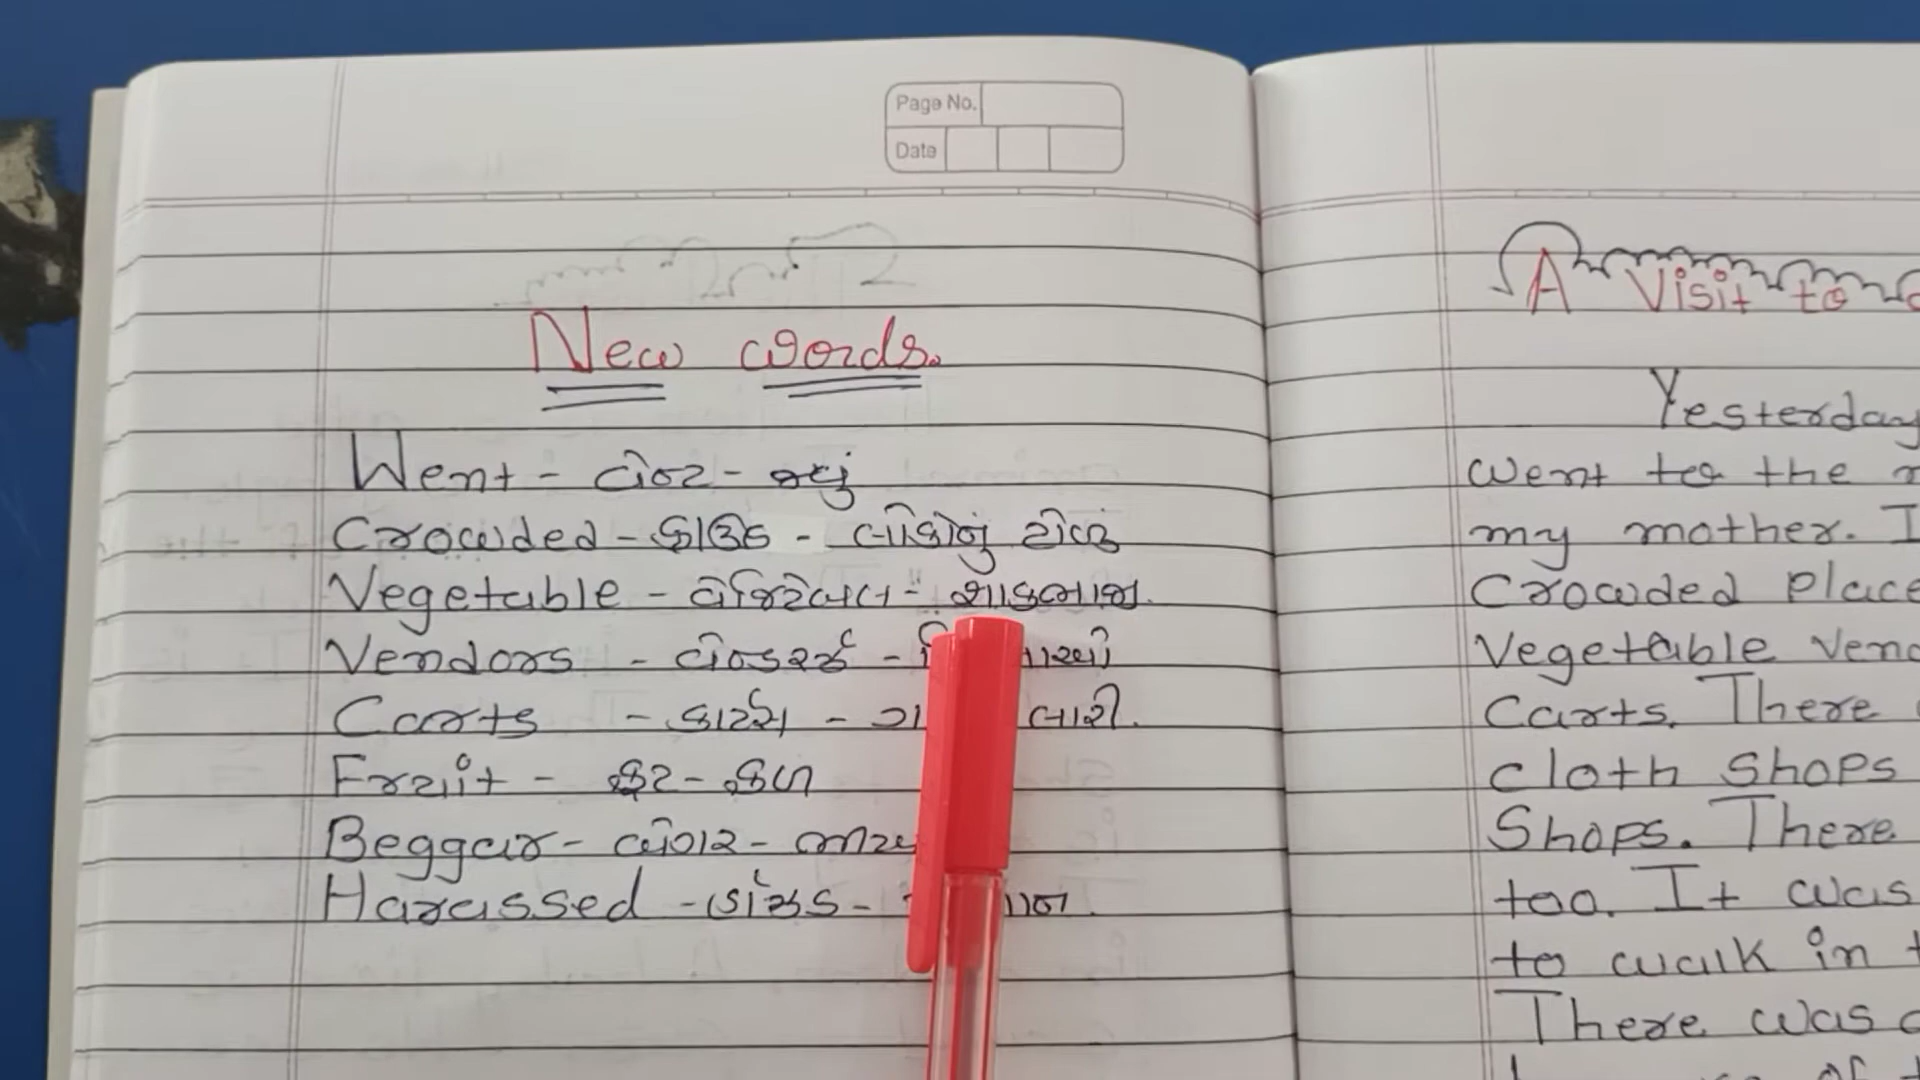 Page No.
Date
New words.
Went - વેન્ટ - જવું
Crowded - ક્રાઉડેડ - લોકોનું ટોળું
Vegetable - વેજિટેબલ - શાકભાજી.
Vendors - વેન્ડર્સ -
Carts - કાર્ટસ - લારી.
Fruit - ફ્રુટ - ફળ
Beggar - બેગર -
Harassed - હેરેસ્ડ -
A Visit to
Yesterday
went to the
my mother. I
Crowded place
Vegetable
Carts. There
cloth shops
Shops. There
too. It was
to walk in
There was